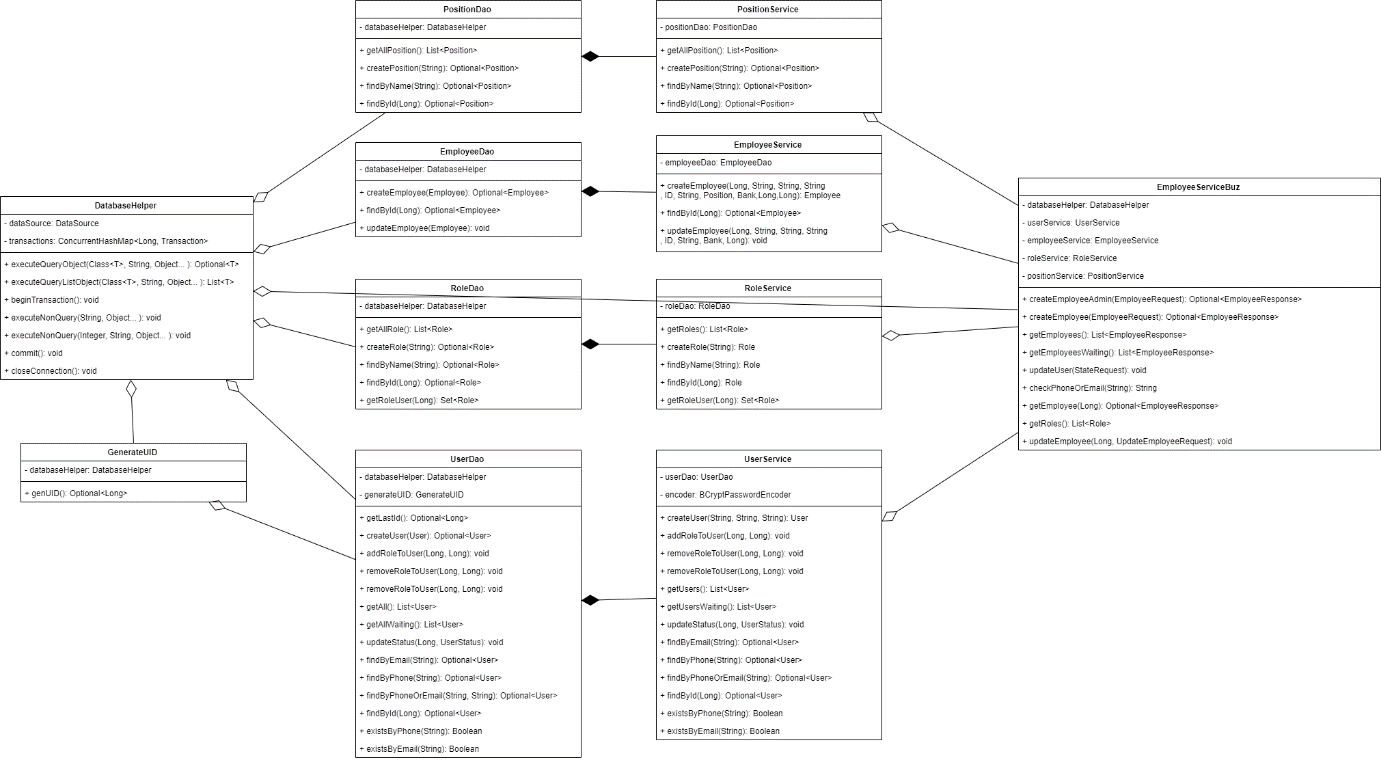 PositionDao
- databaseHelper: DatabaseHelper
+ getAllPosition(): List<Position>
+ createPosition(String): Optional<Position>
+ findByName(String): Optional<Position>
+ findById(Long): Optional<Position>
PositionService
- positionDao: PositionDao
+ getAllPosition(): List<Position>
+ createPosition(String): Optional<Position>
+ findByName(String): Optional<Position>
+ findById(Long): Optional<Position>
EmployeeDao
- databaseHelper: DatabaseHelper
+ createEmployee(Employee): Optional<Employee>
+ findById(Long): Optional<Employee>
+ updateEmployee(Employee): void
EmployeeService
- employeeDao: EmployeeDao
+ createEmployee(Long, String, String, String
, ID, String, Position, Bank,Long,Long): Employee
+ findById(Long): Optional<Employee>
+ updateEmployee(Long, String, String, String
, ID, String, Bank, Long): void
DatabaseHelper
- dataSource: DataSource
- transactions: ConcurrentHashMap<Long, Transaction>
+ executeQueryObject(Class<T>, String, Object... ): Optional<T>
+ executeQueryListObject(Class<T>, String, Object... ): List<T>
+ beginTransaction(): void
+ executeNonQuery(String, Object... ): void
+ executeNonQuery(Integer, String, Object... ): void
+ commit(): void
+ closeConnection(): void
EmployeeServiceBuz
- databaseHelper: DatabaseHelper
- userService: UserService
- employeeService: EmployeeService
- roleService: RoleService
- positionService: PositionService
+ createEmployeeAdmin(EmployeeRequest): Optional<EmployeeResponse>
+ createEmployee(EmployeeRequest): Optional<EmployeeResponse>
+ getEmployees(): List<EmployeeResponse>
+ getEmployeesWaiting(): List<EmployeeResponse>
+ updateUser(StateRequest): void
+ checkPhoneOrEmail(String): String
+ getEmployee(Long): Optional<EmployeeResponse>
+ getRoles(): List<Role>
+ updateEmployee(Long, UpdateEmployeeRequest): void
RoleDao
- databaseHelper: DatabaseHelper
+ getAllRole(): List<Role>
+ createRole(String): Optional<Role>
+ findByName(String): Optional<Role>
+ findById(Long): Optional<Role>
+ getRoleUser(Long): Set<Role>
RoleService
- roleDao: RoleDao
+ getRoles(): List<Role>
+ createRole(String): Role
+ findByName(String): Role
+ findById(Long): Role
+ getRoleUser(Long): Set<Role>
GenerateUID
- databaseHelper: DatabaseHelper
+ genUID(): Optional<Long>
UserDao
- databaseHelper: DatabaseHelper
- generateUID: GenerateUID
+ getLastId(): Optional<Long>
+ createUser(User): Optional<User>
+ addRoleToUser(Long, Long): void
+ removeRoleToUser(Long, Long): void
+ removeRoleToUser(Long, Long): void
+ getAll(): List<User>
+ getAllWaiting(): List<User>
+ updateStatus(Long, UserStatus): void
+ findByEmail(String): Optional<User>
+ findByPhone(String): Optional<User>
+ findByPhoneOrEmail(String, String): Optional<User>
+ findById(Long): Optional<User>
+ existsByPhone(String): Boolean
+ existsByEmail(String): Boolean
UserService
- userDao: UserDao
- encoder: BCryptPasswordEncoder
+ createUser(String, String, String): User
+ addRoleToUser(Long, Long): void
+ removeRoleToUser(Long, Long): void
+ removeRoleToUser(Long, Long): void
+ getUsers(): List<User>
+ getUsersWaiting(): List<User>
+ updateStatus(Long, UserStatus): void
+ findByEmail(String): Optional<User>
+ findByPhone(String): Optional<User>
+ findByPhoneOrEmail(String): Optional<User>
+ findById(Long): Optional<User>
+ existsByPhone(String): Boolean
+ existsByEmail(String): Boolean